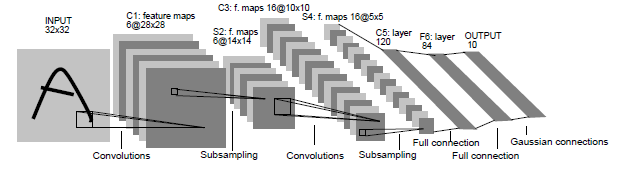 INPUT
32x32
C1: feature maps
6@28x28
S2: f. maps
6@14x14
C3: f. maps 16@10x10
S4: f. maps 16@5x5
C5: layer
120
F6: layer
84
OUTPUT
10
Convolutions
Subsampling
Convolutions
Subsampling
Full connection
Full connection
Gaussian connections